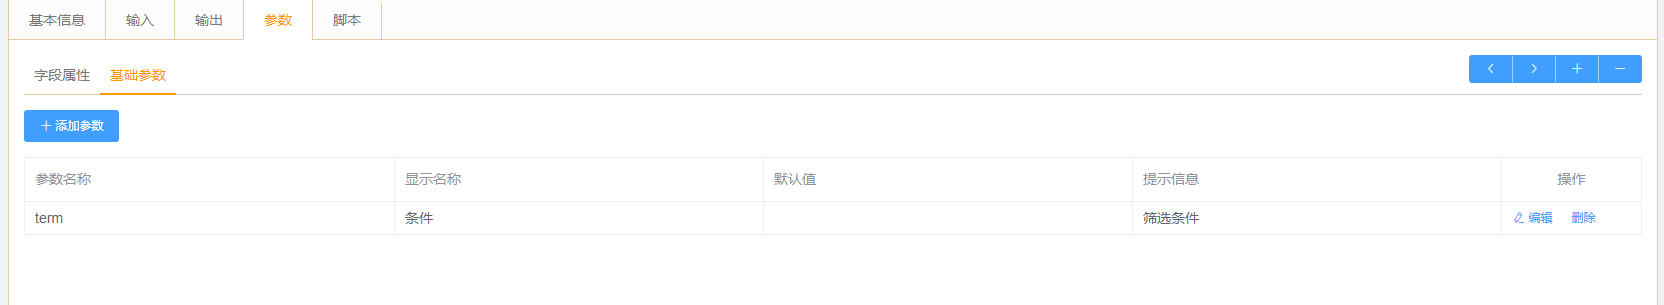 基本信息 输入 输出 参数 脚本
字段属性 基础参数
添加参数
参数名称 显示名称 默认值 提示信息 操作
term 条件 筛选条件 编辑 删除